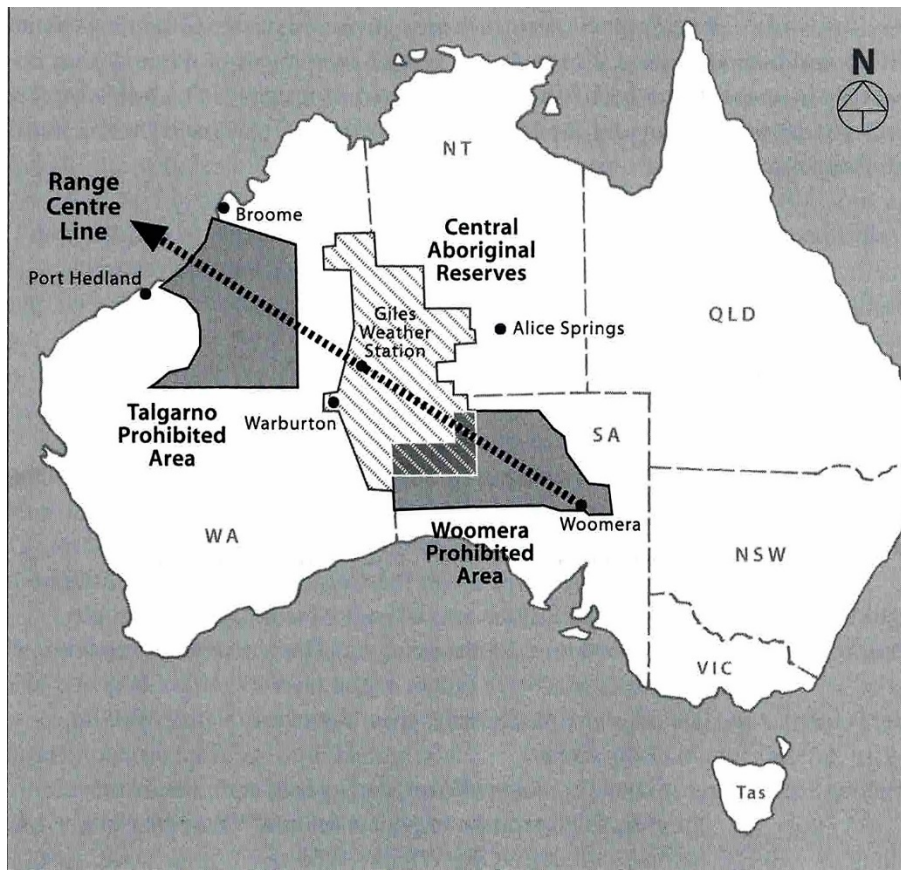 N
NT
Range
Centre
Line
Broome
Central
Aboriginal
Reserves
Port Hedland
Giles
Weather
Station
Alice Springs
QLD
Talgarno
Prohibited
Area
Warburton
SA
WA
Woomera
Prohibited
Area
Woomera
NSW
VIC
Tas